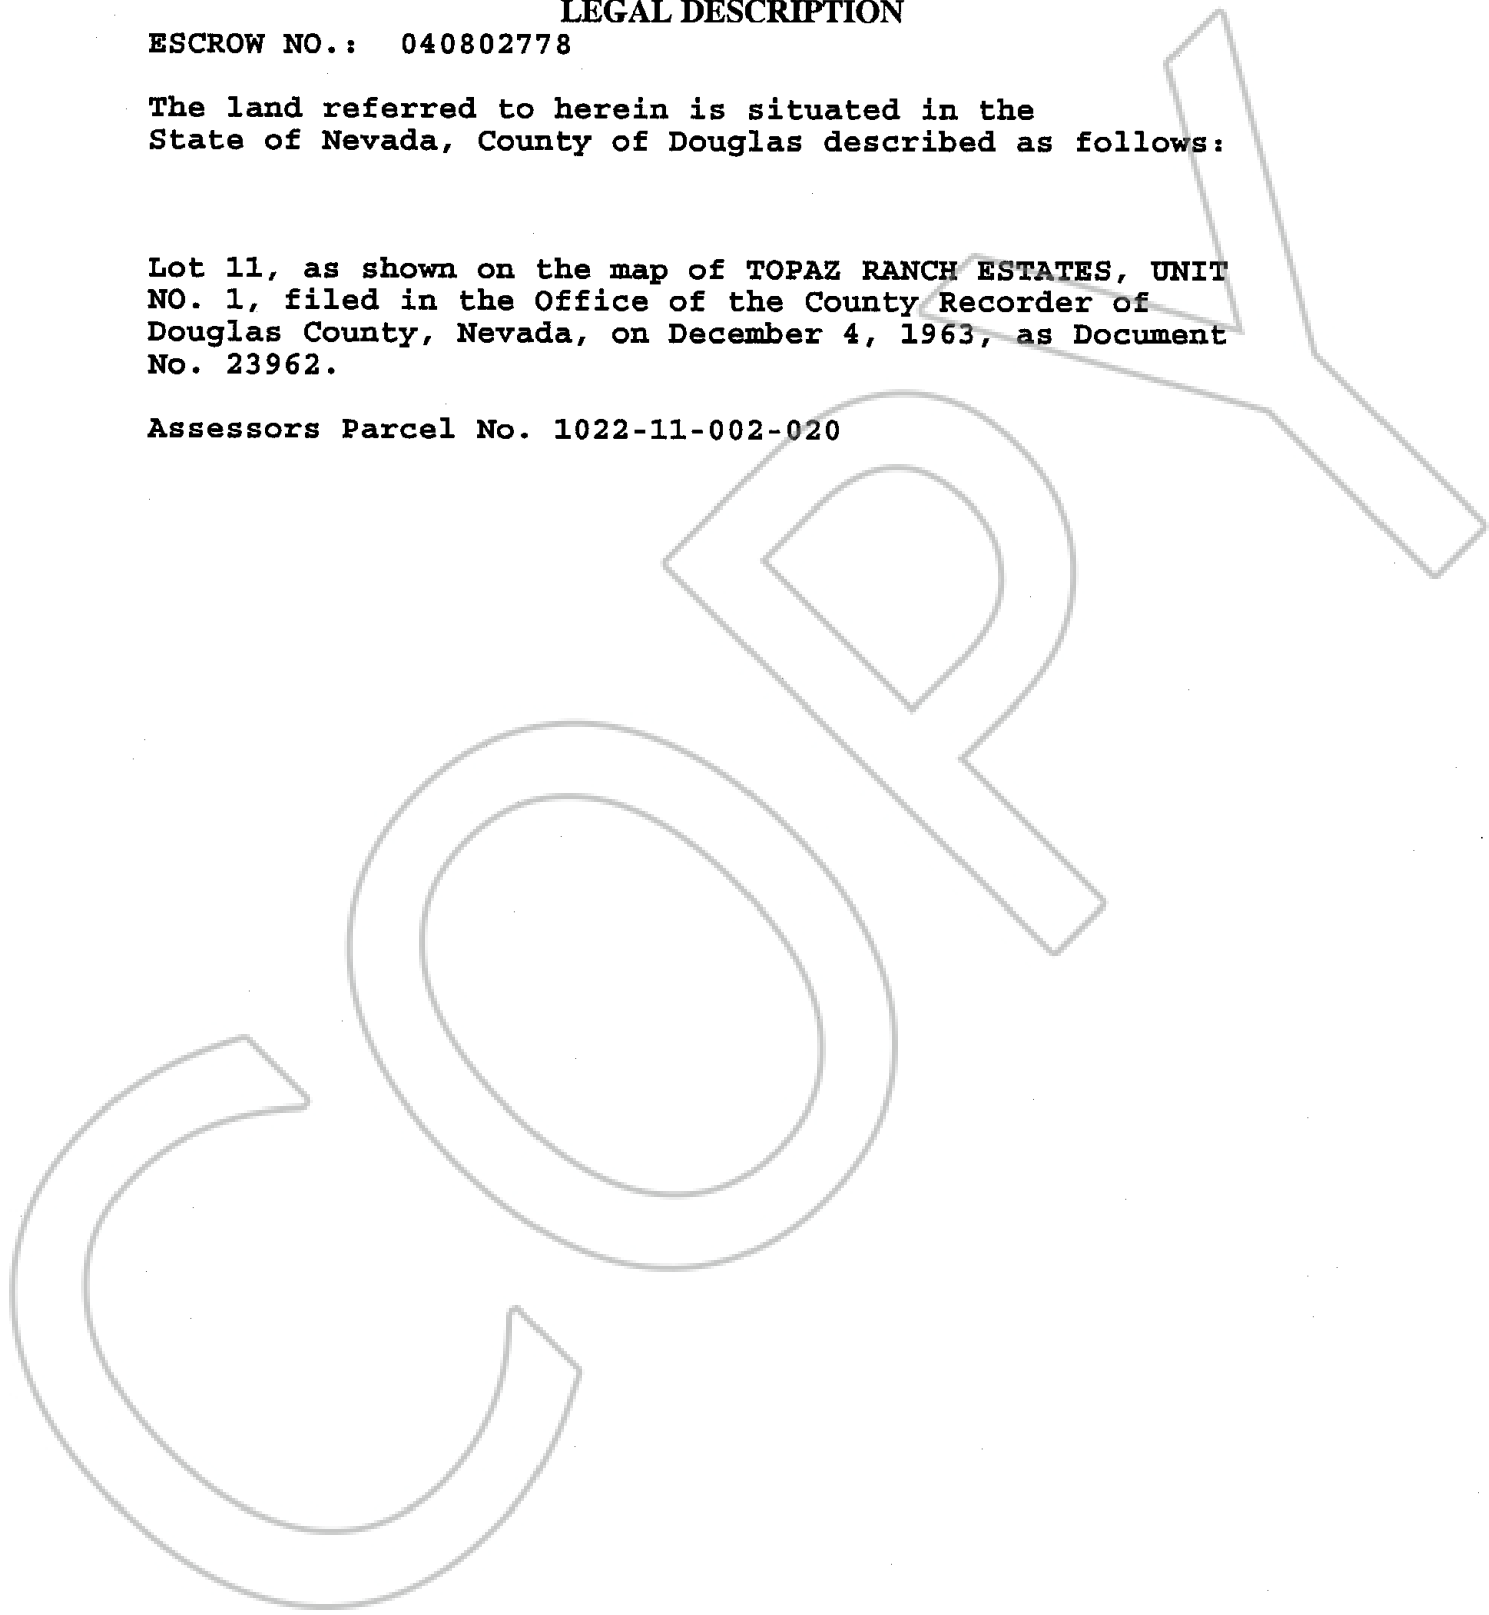 LEGAL DESCRIPTION
ESCROW NO.: 040802778
The land referred to herein is situated in the
State of Nevada, County of Douglas described as follows:
Lot 11, as shown on the map of TOPAZ RANCH ESTATES, UNIT
NO. 1, filed in the Office of the County Recorder of
Douglas County, Nevada, on December 4, 1963, as Document
No. 23962.
Assessors Parcel No. 1022-11-002-020
COPY